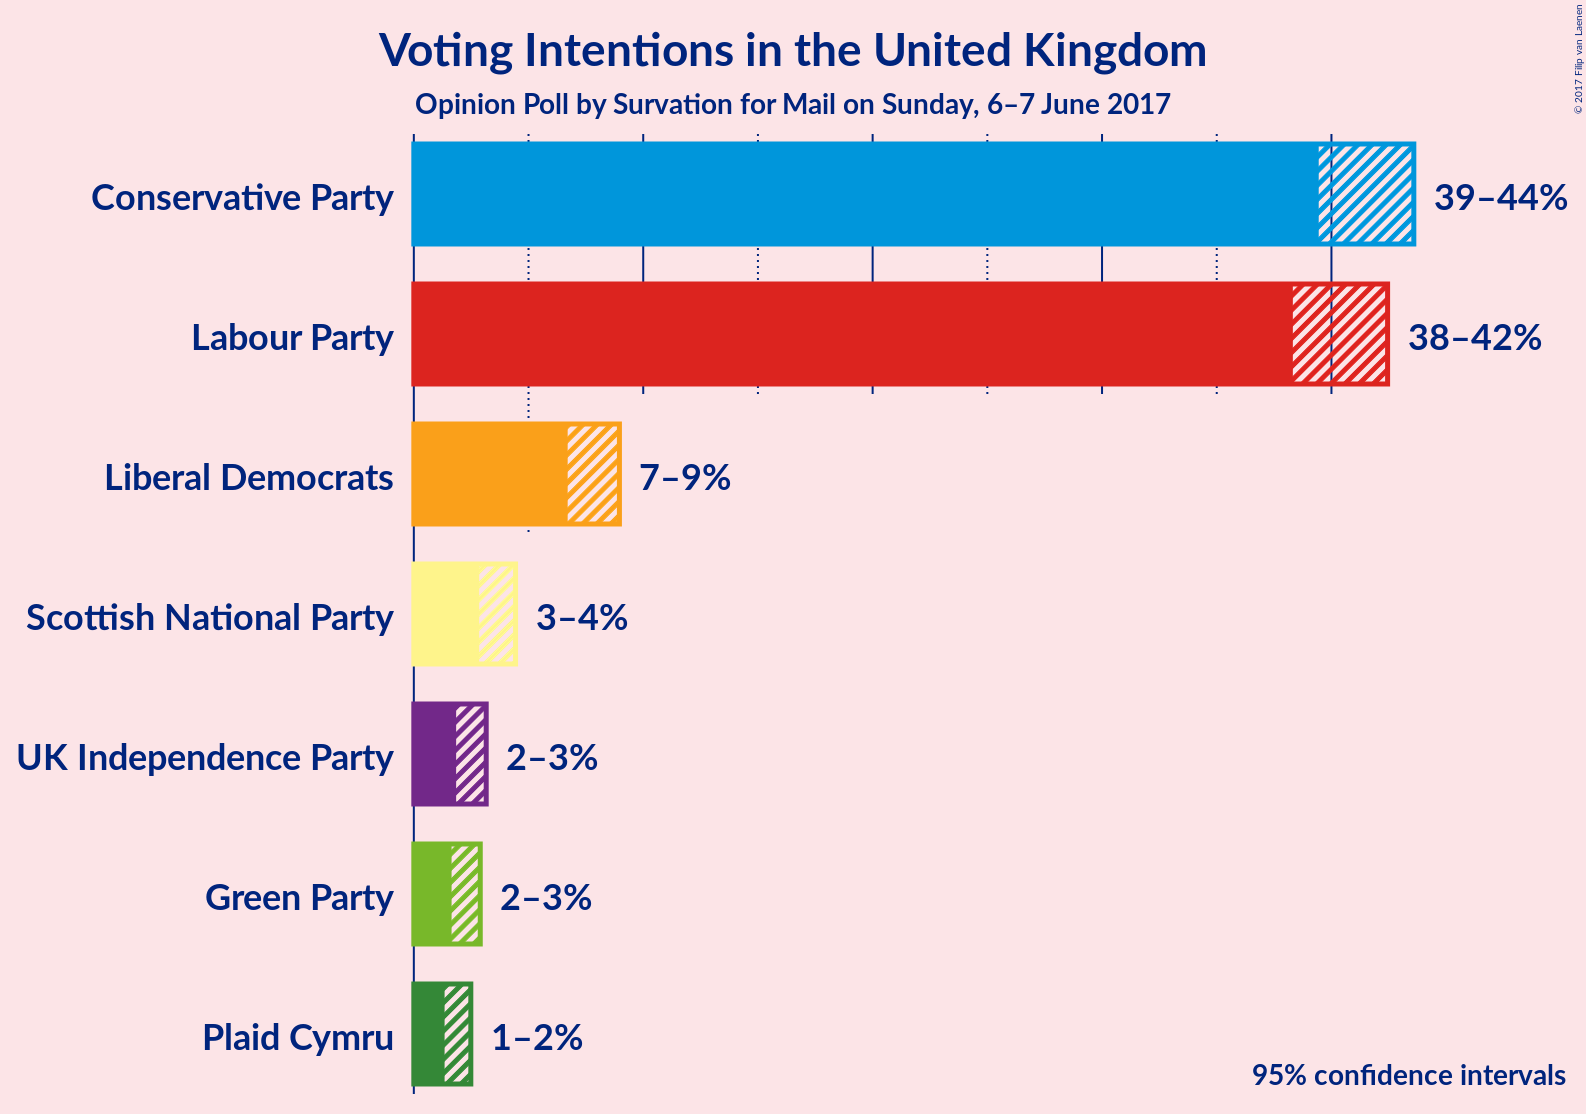 Voting Intentions in the United Kingdom
Opinion Poll by Survation for Mail on Sunday, 6–7 June 2017
© 2017 Filip van Laenen
Conservative Party 39–44%
Labour Party 38–42%
Liberal Democrats 7–9%
Scottish National Party 3–4%
UK Independence Party 2–3%
Green Party 2–3%
Plaid Cymru 1–2%
95% confidence intervals